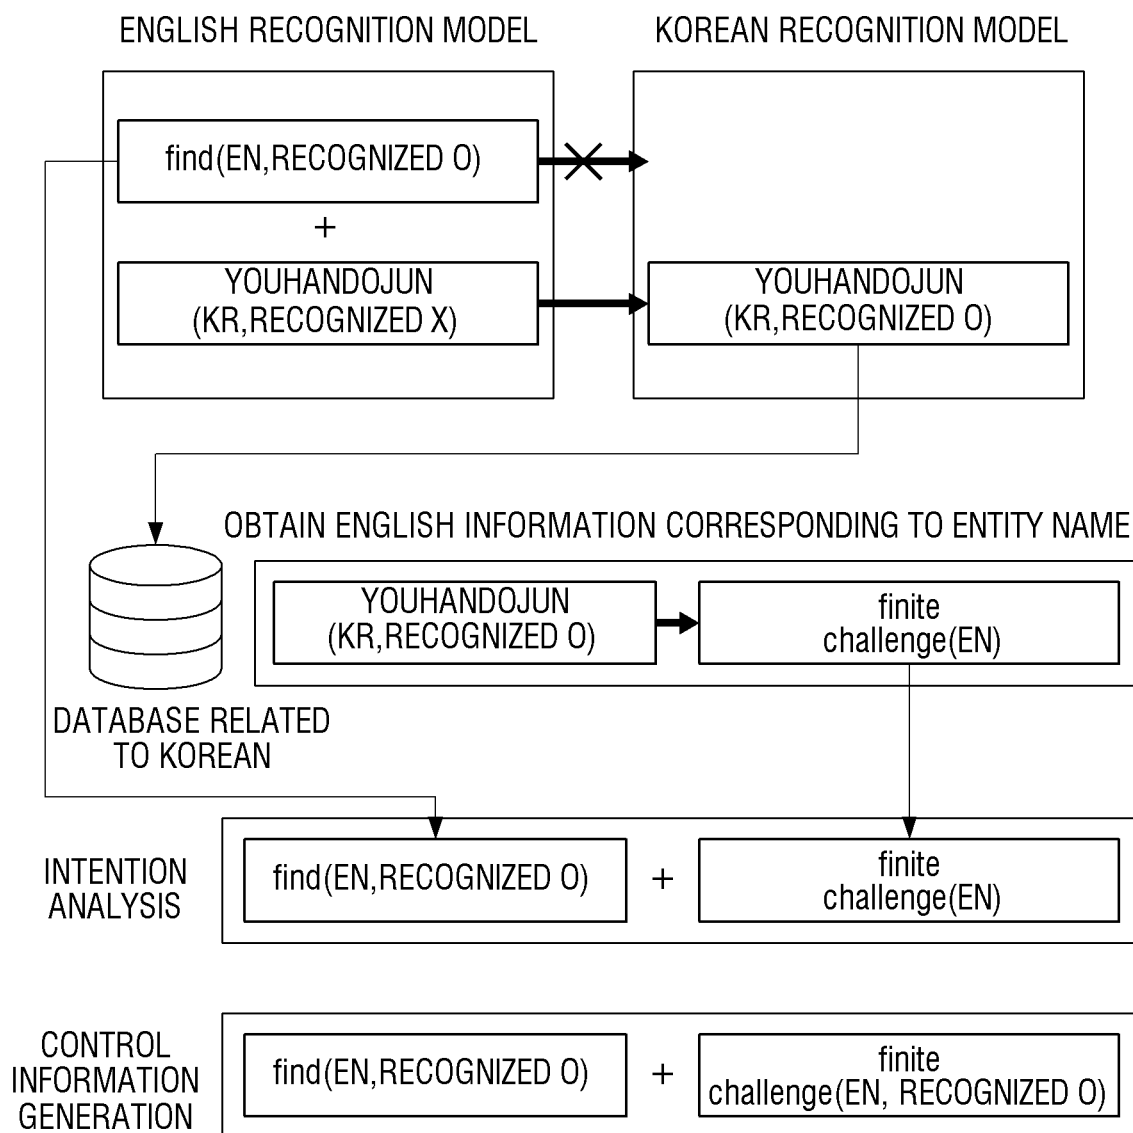 ENGLISH RECOGNITION MODEL
KOREAN RECOGNITION MODEL
find(EN,RECOGNIZED O)
+
YOUHANDOJUN
(KR,RECOGNIZED X)
YOUHANDOJUN
(KR,RECOGNIZED O)
OBTAIN ENGLISH INFORMATION CORRESPONDING TO ENTITY NAME
YOUHANDOJUN
(KR,RECOGNIZED O)
finite
challenge(EN)
DATABASE RELATED
TO KOREAN
INTENTION
ANALYSIS
find(EN,RECOGNIZED O)
+
finite
challenge(EN)
CONTROL
INFORMATION
GENERATION
find(EN,RECOGNIZED O)
+
finite
challenge(EN, RECOGNIZED O)